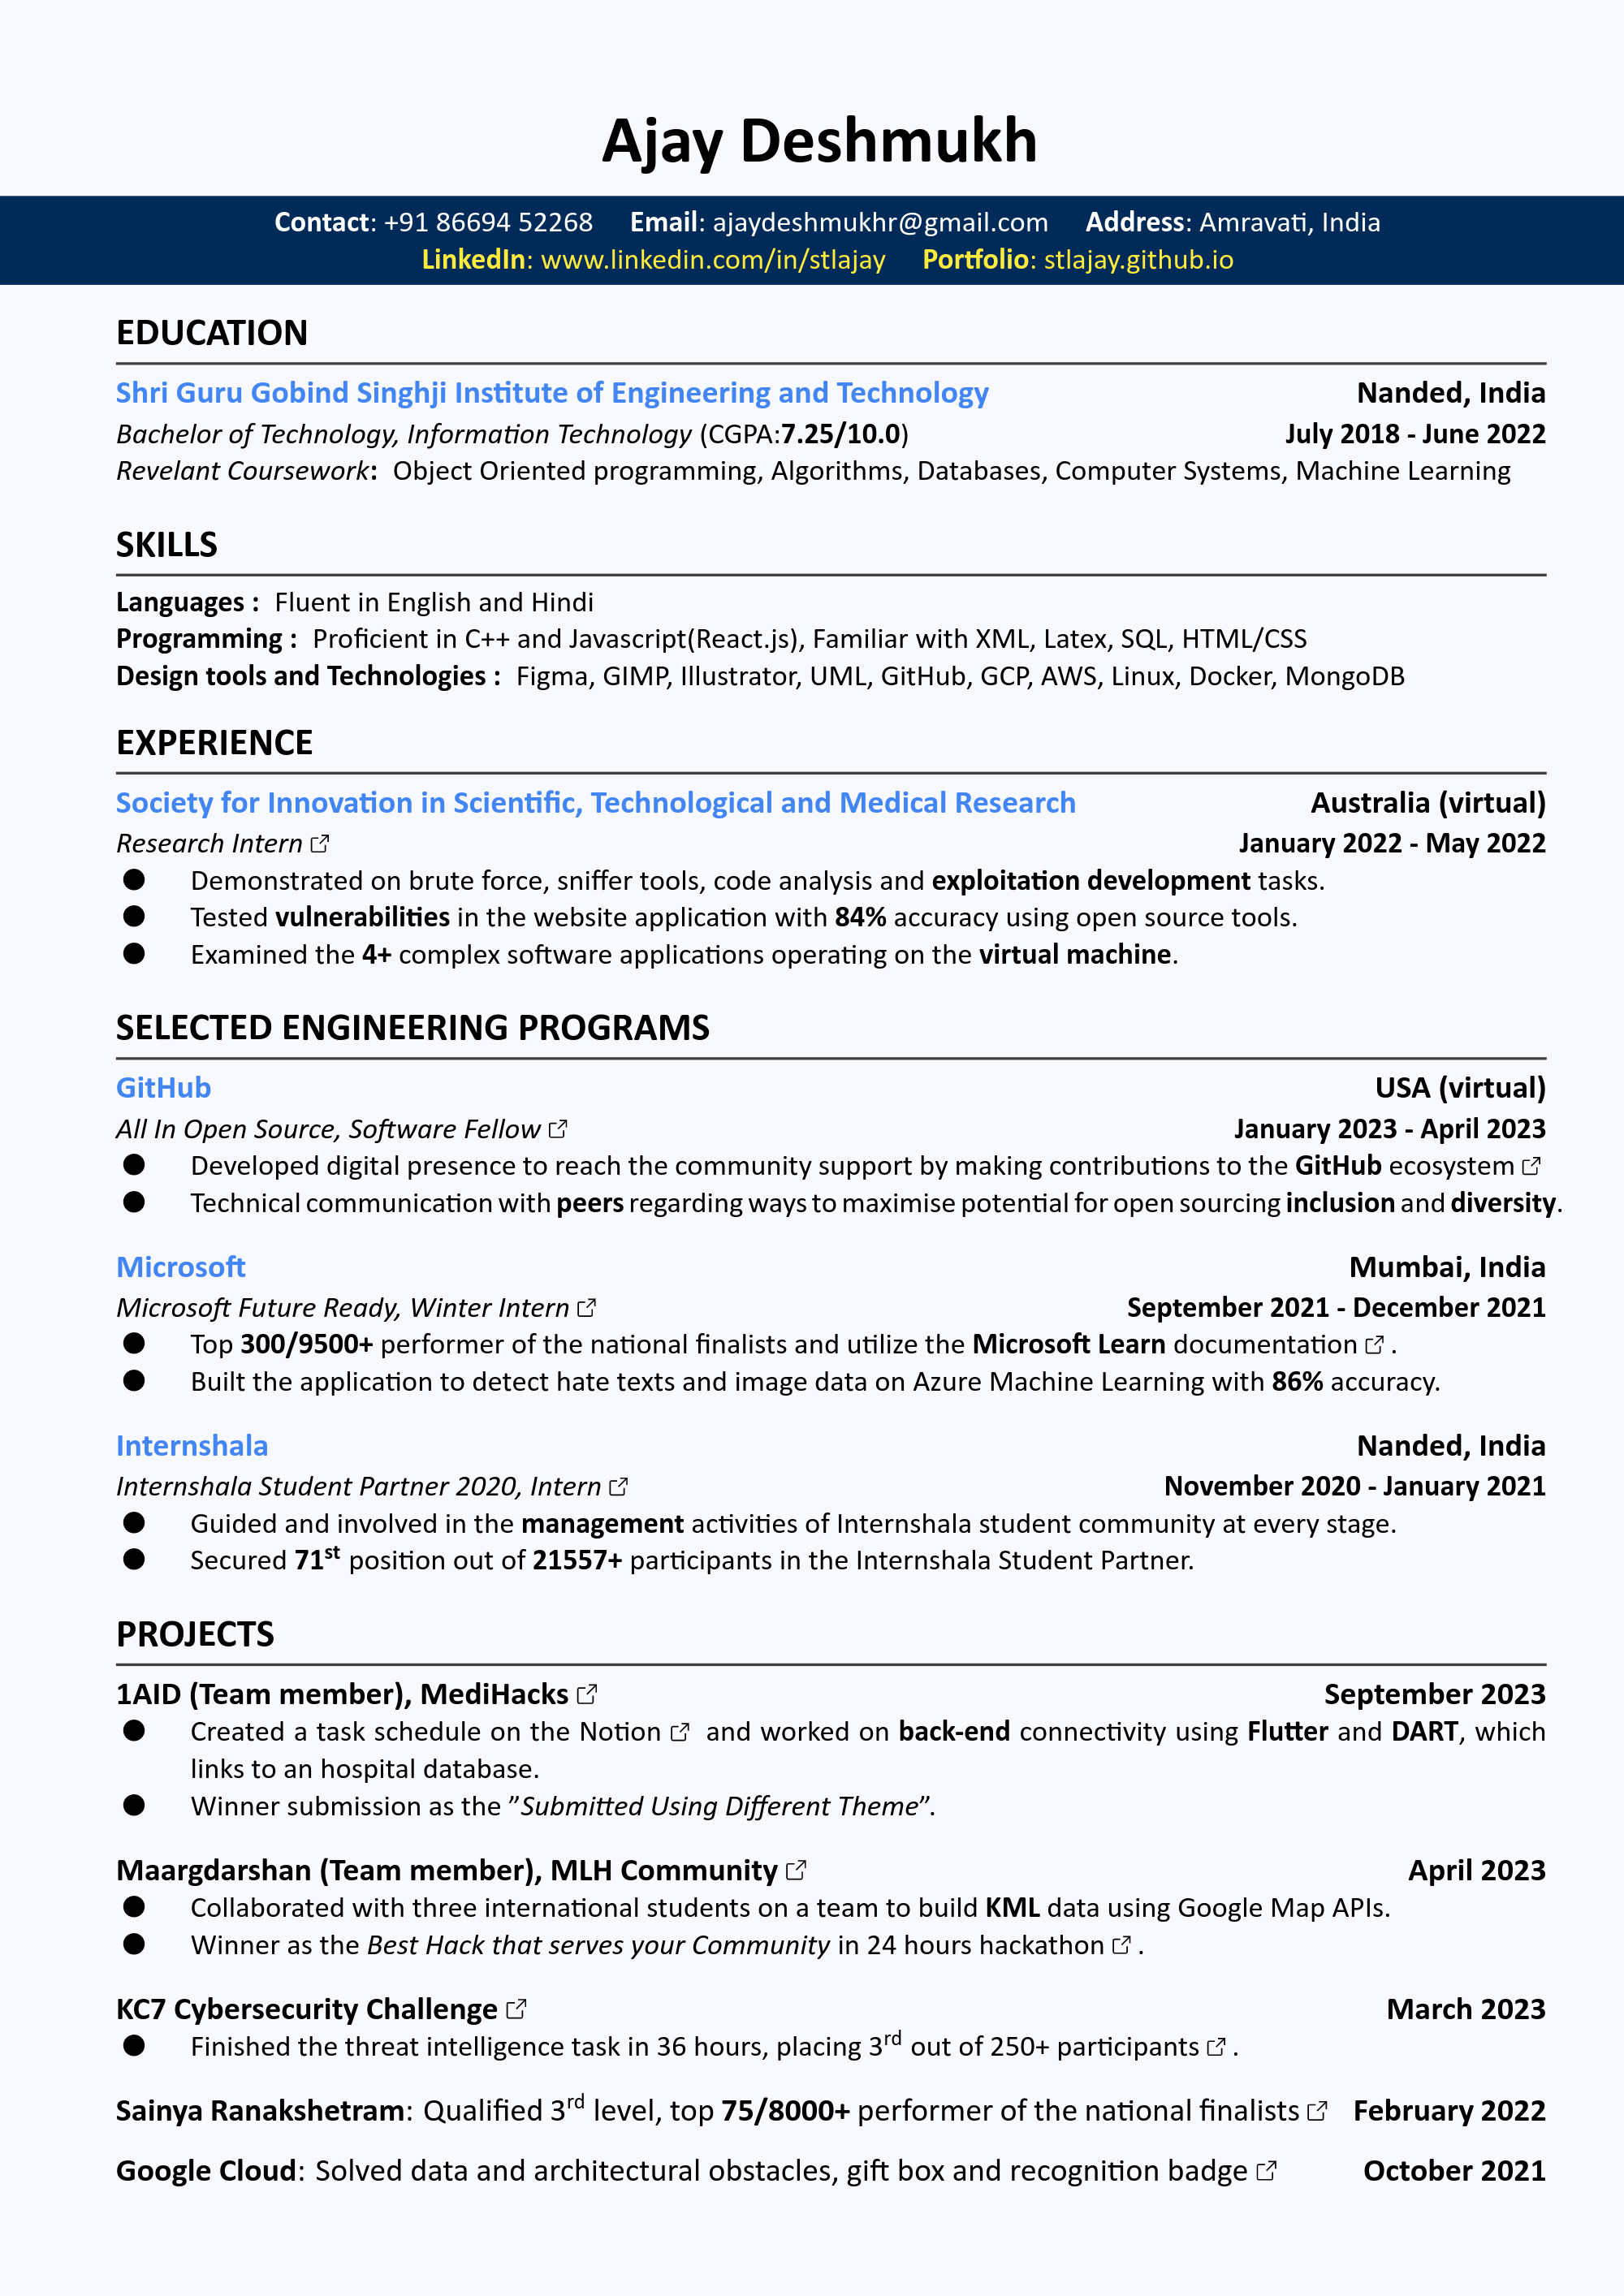 Ajay Deshmukh
Contact: +91 86694 52268 Email: ajaydeshmukhr@gmail.com Address: Amravati, India
LinkedIn: www.linkedin.com/in/stlajay Portfolio: stlajay.github.io
EDUCATION
Shri Guru Gobind Singhji Institute of Engineering and Technology Nanded, India
Bachelor of Technology, Information Technology (CGPA:7.25/10.0) July 2018 - June 2022
Revelant Coursework: Object Oriented programming, Algorithms, Databases, Computer Systems, Machine Learning
SKILLS
Languages : Fluent in English and Hindi
Programming : Proficient in C++ and Javascript(React.js), Familiar with XML, Latex, SQL, HTML/CSS
Design tools and Technologies : Figma, GIMP, Illustrator, UML, GitHub, GCP, AWS, Linux, Docker, MongoDB
EXPERIENCE
Society for Innovation in Scientific, Technological and Medical Research Australia (virtual)
Research Intern January 2022 - May 2022
● Demonstrated on brute force, sniffer tools, code analysis and exploitation development tasks.
● Tested vulnerabilities in the website application with 84% accuracy using open source tools.
● Examined the 4+ complex software applications operating on the virtual machine.
SELECTED ENGINEERING PROGRAMS
GitHub USA (virtual)
All In Open Source, Software Fellow January 2023 - April 2023
● Developed digital presence to reach the community support by making contributions to the GitHub ecosystem
● Technical communication with peers regarding ways to maximise potential for open sourcing inclusion and diversity.
Microsoft Mumbai, India
Microsoft Future Ready, Winter Intern September 2021 - December 2021
● Top 300/9500+ performer of the national finalists and utilize the Microsoft Learn documentation .
● Built the application to detect hate texts and image data on Azure Machine Learning with 86% accuracy.
Internshala Nanded, India
Internshala Student Partner 2020, Intern November 2020 - January 2021
● Guided and involved in the management activities of Internshala student community at every stage.
● Secured 71st position out of 21557+ participants in the Internshala Student Partner.
PROJECTS
1AID (Team member), MediHacks September 2023
● Created a task schedule on the Notion and worked on back-end connectivity using Flutter and DART, which
links to an hospital database.
● Winner submission as the ”Submitted Using Different Theme”.
Maargdarshan (Team member), MLH Community April 2023
● Collaborated with three international students on a team to build KML data using Google Map APIs.
● Winner as the Best Hack that serves your Community in 24 hours hackathon .
KC7 Cybersecurity Challenge March 2023
● Finished the threat intelligence task in 36 hours, placing 3rd out of 250+ participants .
Sainya Ranakshetram: Qualified 3rd level, top 75/8000+ performer of the national finalists February 2022
Google Cloud: Solved data and architectural obstacles, gift box and recognition badge October 2021